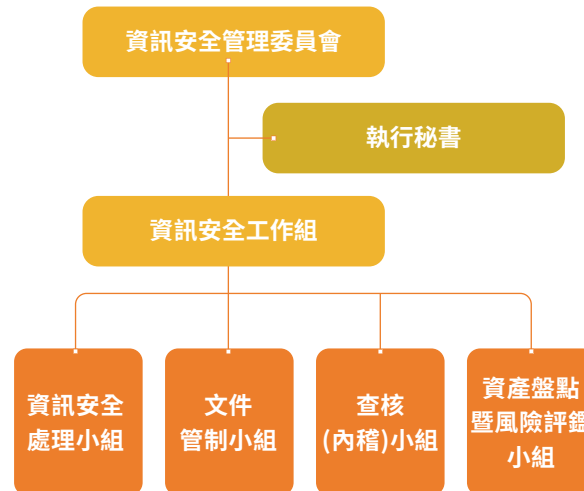 資訊安全管理委員會
執行秘書
資訊安全工作組
資訊安全
處理小組
文件
管制小組
查核
(內稽)小組
資產盤點
暨風險評鑑
小組